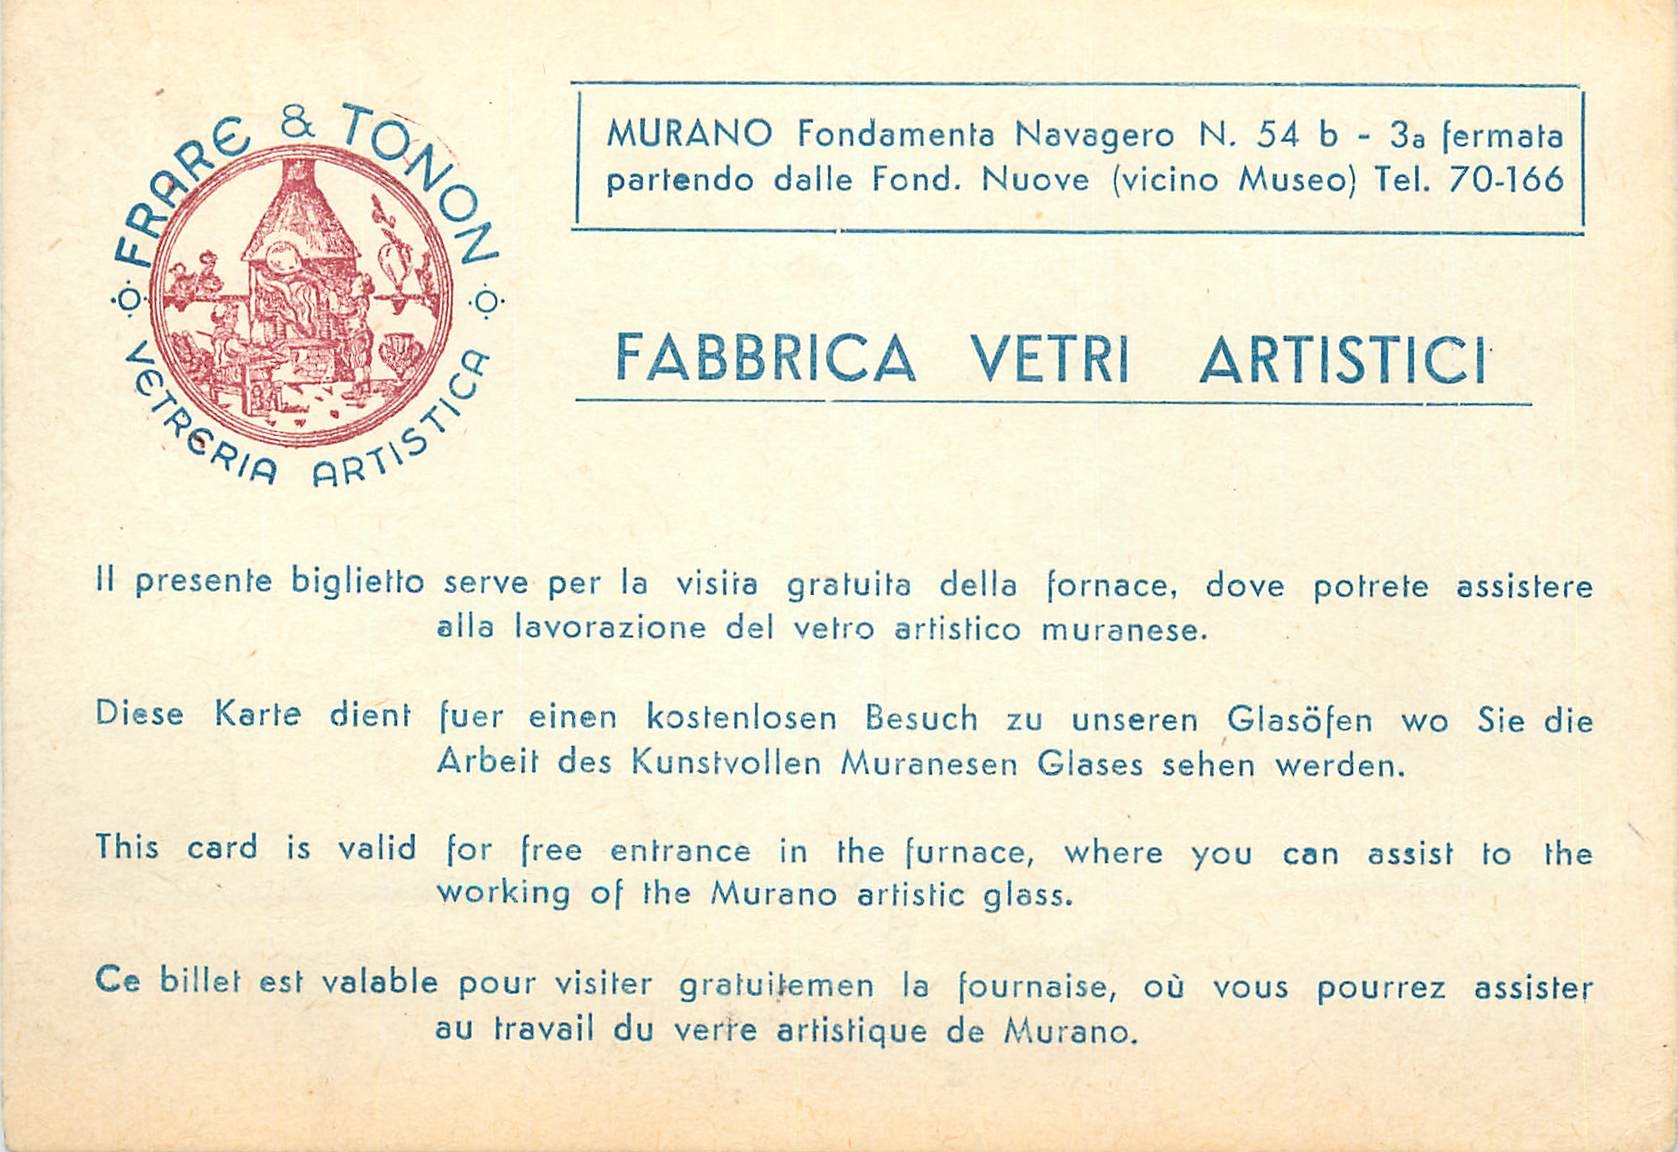 FRARE & TONON
VETRERIA ARTISTICA
MURANO Fondamenta Navagero N. 54 b - 3a fermata
partendo dalle Fond. Nuove (vicino Museo) Tel. 70-166
FABBRICA VETRI ARTISTICI
Il presente biglietto serve per la visita gratuita della fornace, dove potrete assistere
alla lavorazione del vetro artistico muranese.
Diese Karte dient fuer einen kostenlosen Besuch zu unseren Glasöfen wo Sie die
Arbeit des Kunstvollen Muranesen Glases sehen werden.
This card is valid for free entrance in the furnace, where you can assist to the
working of the Murano artistic glass.
Ce billet est valable pour visiter gratuitemen la fournaise, où vous pourrez assister
au travail du verre artistique de Murano.